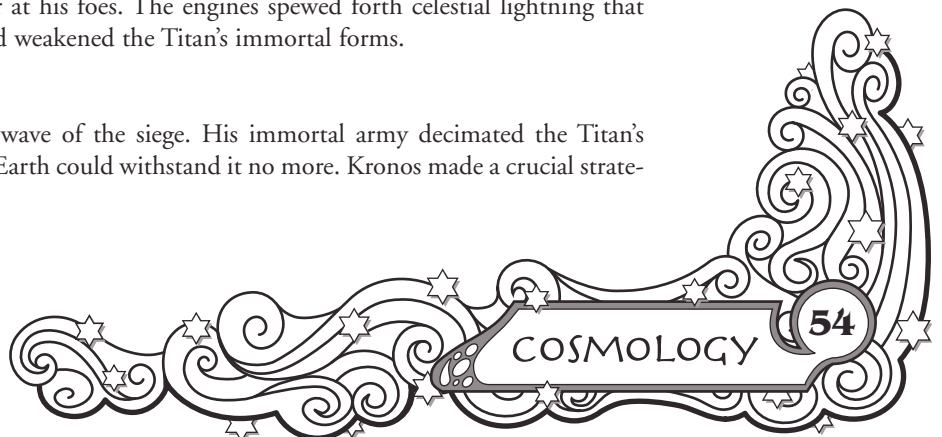 at his foes. The engines spewed forth celestial lightning that
weakened the Titan’s immortal forms.
wave of the siege. His immortal army decimated the Titan’s
Earth could withstand it no more. Kronos made a crucial strate-
COSMOLOGY
54